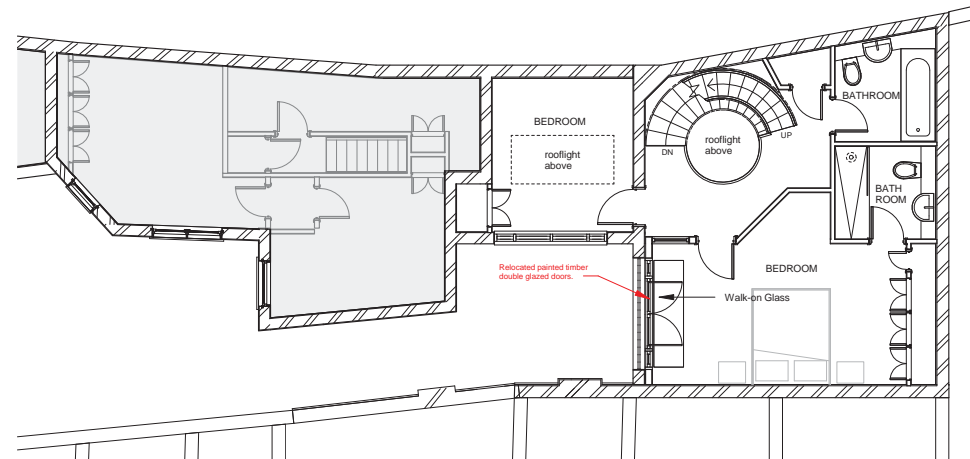 BEDROOM
rooflight
above
BATHROOM
UP
DN
rooflight
above
BATH
ROOM
BEDROOM
Relocated painted timber
double glazed doors.
Walk-on Glass